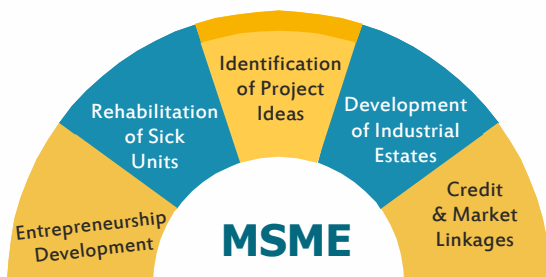 Entrepreneurship
Development
Rehabilitation
of Sick
Units
Identification
of Project
Ideas
Development
of Industrial
Estates
Credit
& Market
Linkages
MSME